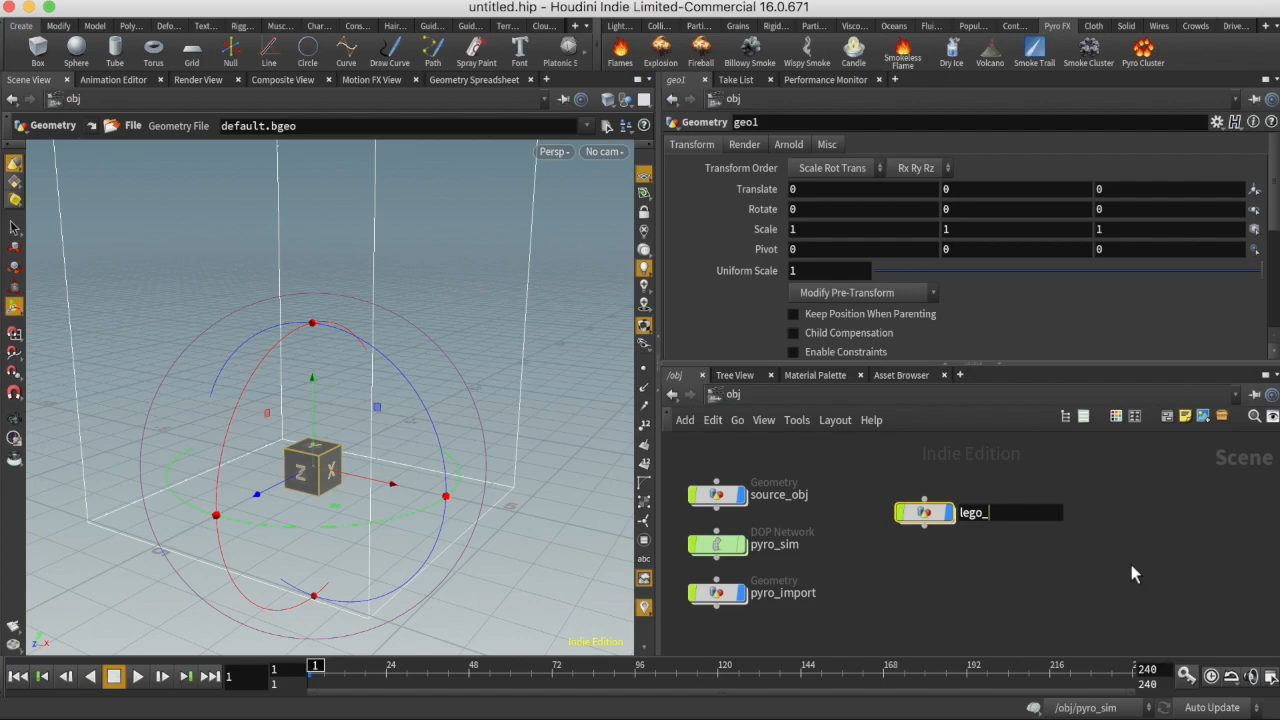 untitled.hip - Houdini Indie Limited-Commercial 16.0.671
Create Modify Model Poly... Defo... Text... Rigg... Mus... Char... Cons... Hair... Guid... Guid... Terr... Cloud... Volu...
Light... Colli... Parti... Grains Rigid... Parti... Visco... Oceans Flui... Popul... Cont... Pyro FX Cloth Solid Wires Crowds Drive...
Box Sphere Tube Torus Grid Null Line Circle Curve Draw Curve Path Spray Paint Font Platonic S
Flames Explosion Fireball Billowy Smoke Wispy Smoke Candle Smokeless Flame Dry Ice Volcano Smoke Trail Smoke Cluster Pyro Cluster
Scene View Animation Editor Render View Composite View Motion FX View Geometry Spreadsheet
geo1 Take List Performance Monitor
obj
obj
Geometry File Geometry File default.bgeo
Geometry geo1
Persp No cam
Transform Render Arnold Misc
Transform Order Scale Rot Trans Rx Ry Rz
Translate 0 0 0
Rotate 0 0 0
Scale 1 1 1
Pivot 0 0 0
Uniform Scale 1
Modify Pre-Transform
Keep Position When Parenting
Child Compensation
Enable Constraints
/obj Tree View Material Palette Asset Browser
obj
Add Edit Go View Tools Layout Help
Indie Edition Scene
Geometry
source_obj
lego_
DOP Network
pyro_sim
Geometry
pyro_import
Y
Z X
12
12
abc
z x
Indie Edition
1 1 1 1 24 48 72 96 120 144 168 192 216 2 240 240
/obj/pyro_sim Auto Update